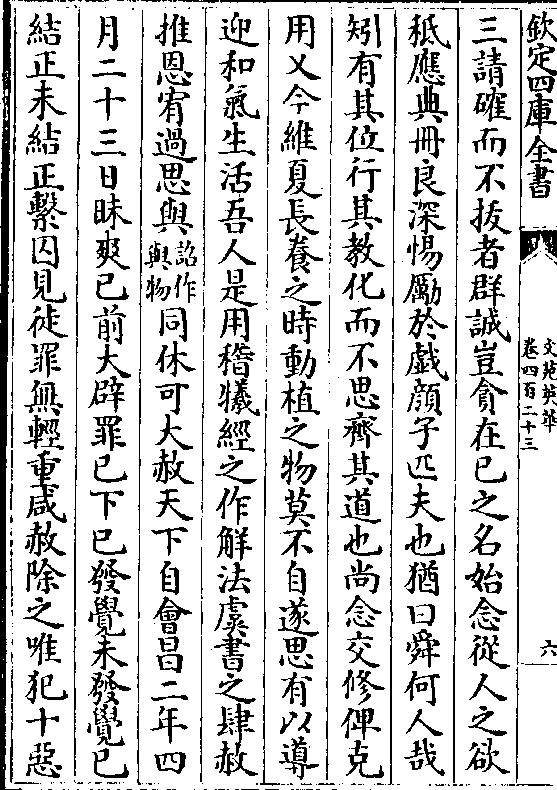 欽定四庫全書
文苑英華
卷四百二十三
六
三請確而不拔者群誠豈貪在已之名始念從人之欲
秪應典冊良深惕厲於戲顔子匹夫也猶曰舜何人哉
矧有其位行其教化而不思齊其道也尚念交修俾克
用乂今維夏長養之時動植之物莫不自遂思有以導
迎和氣生活吾人是用稽犧經之作解法虞書之肆赦
推恩宥過思與詔作與物同休可大赦天下自會昌二年四
月二十三日昧爽已前大辟罪已下已發覺未發覺已
結正未結正繫囚見徒罪無輕重咸赦除之唯犯十惡